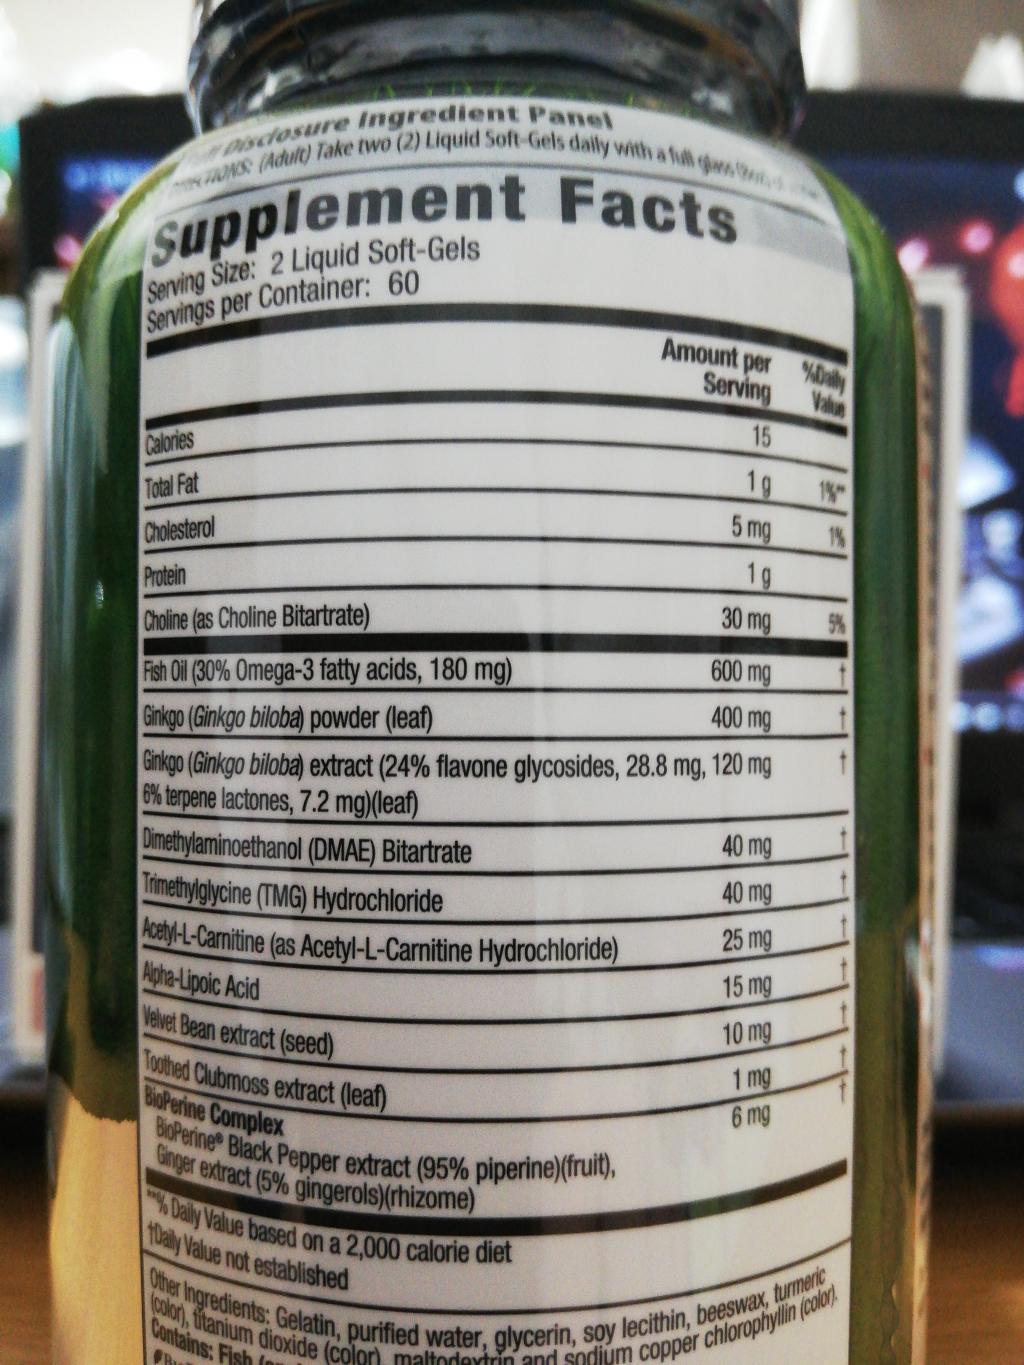 Disclosure Ingredient Panel
(Adult) Take two (2) Liquid Soft-Gels daily with a full glass
Supplement Facts
Serving Size: 2 Liquid Soft-Gels
Servings per Container: 60
Amount per Serving %Daily Value
Calories 15
Total Fat 1 g 1%**
Cholesterol 5 mg 1%
Protein 1 g
Choline (as Choline Bitartrate) 30 mg 5%
Fish Oil (30% Omega-3 fatty acids, 180 mg) 600 mg †
Ginkgo (Ginkgo biloba) powder (leaf) 400 mg †
Ginkgo (Ginkgo biloba) extract (24% flavone glycosides, 28.8 mg, 120 mg †
6% terpene lactones, 7.2 mg)(leaf)
Dimethylaminoethanol (DMAE) Bitartrate 40 mg †
Trimethylglycine (TMG) Hydrochloride 40 mg †
Acetyl-L-Carnitine (as Acetyl-L-Carnitine Hydrochloride) 25 mg †
Alpha-Lipoic Acid 15 mg †
Velvet Bean extract (seed) 10 mg †
Toothed Clubmoss extract (leaf) 1 mg †
BioPerine Complex 6 mg †
BioPerine® Black Pepper extract (95% piperine)(fruit),
Ginger extract (5% gingerols)(rhizome)
**% Daily Value based on a 2,000 calorie diet
†Daily Value not established
Other Ingredients: Gelatin, purified water, glycerin, soy lecithin, beeswax, turmeric
(color), titanium dioxide (color), maltodextrin and sodium copper chlorophyllin (color).
Contains: Fish